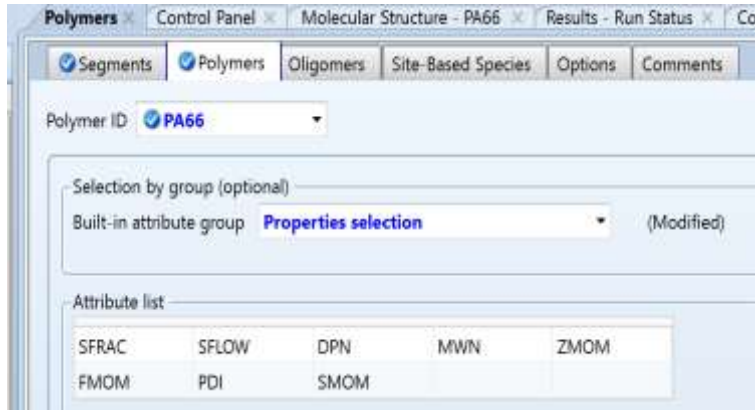 Polymers Control Panel Molecular Structure - PA66 Results - Run Status Co
Segments Polymers Oligomers Site-Based Species Options Comments
Polymer ID PA66
Selection by group (optional)
Built-in attribute group Properties selection (Modified)
Attribute list
SFRAC SFLOW DPN MWN ZMOM
FMOM PDI SMOM